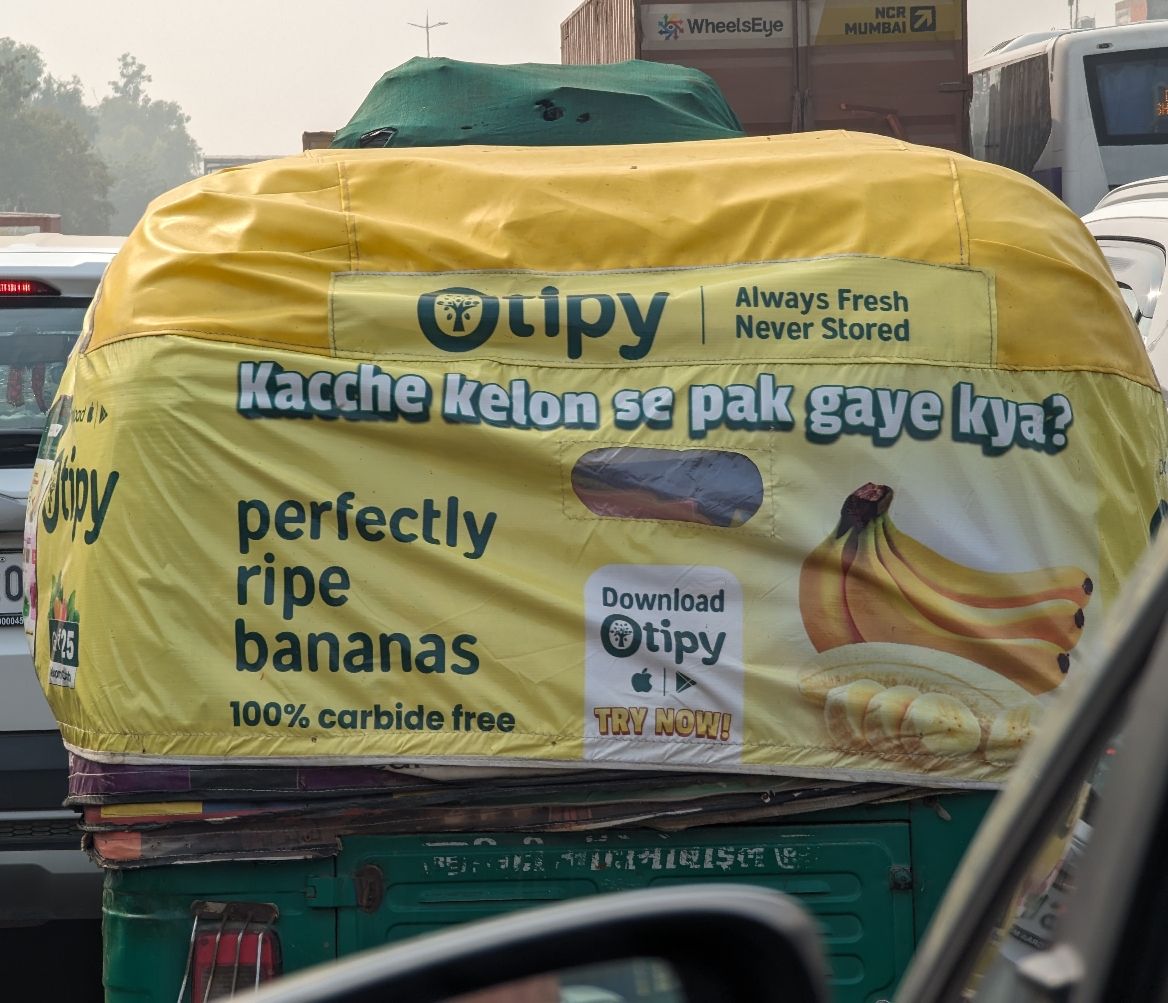 WheelsEye
NCR
MUMBAI
Otipy
Always Fresh
Never Stored
Kacche kelon se pak gaye kya?
Otipy
perfectly
ripe
bananas
100% carbide free
Download
Otipy
TRY NOW!
25